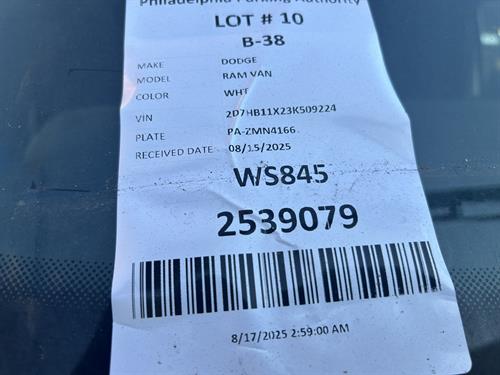 Philadelphia Parking Authority
LOT # 10
B-38
MAKE DODGE
MODEL RAM VAN
COLOR WHT
VIN 2D7HB11X23K509224
PLATE PA-ZMN4166
RECEIVED DATE 08/15/2025
WS845
2539079
8/17/2025 2:59:00 AM